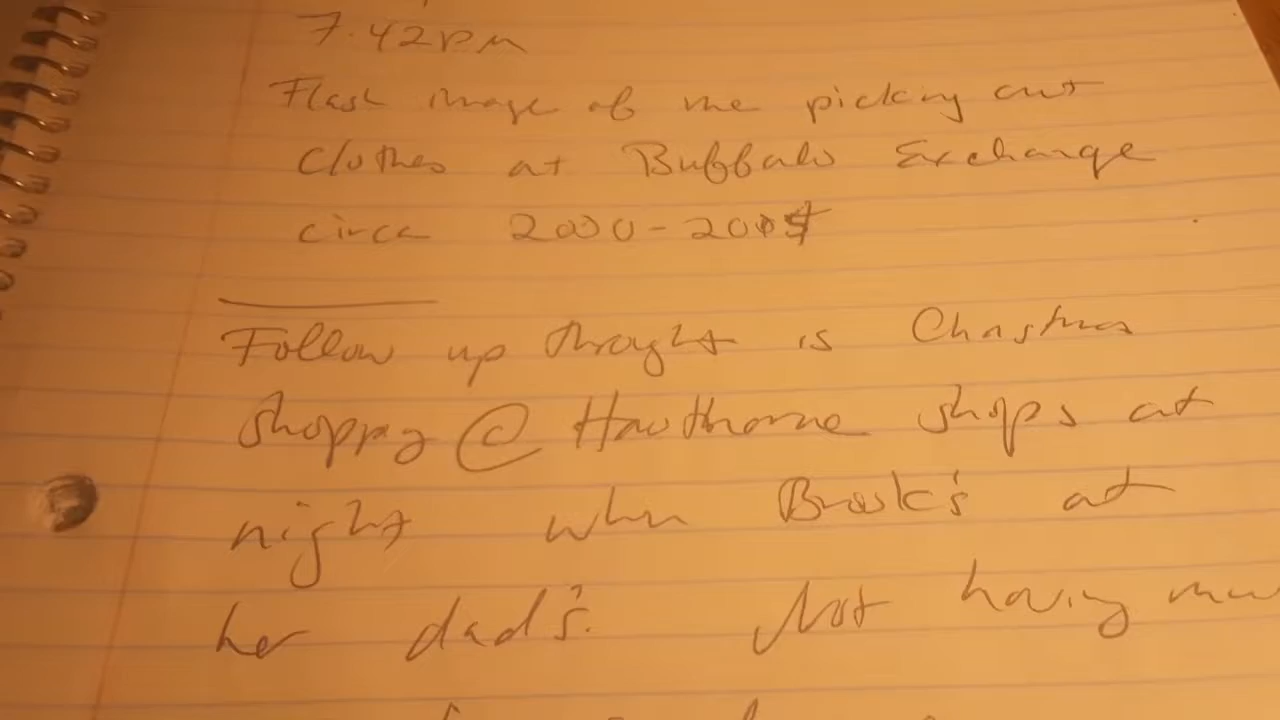 7.42pm
Flash image of me picking out
Clothes at Buffalo Exchange
circa 2000-200
Follow up thought is Christmas
shopping @ Hawthorne shops at
night when Brook's at
her dad's. Not having